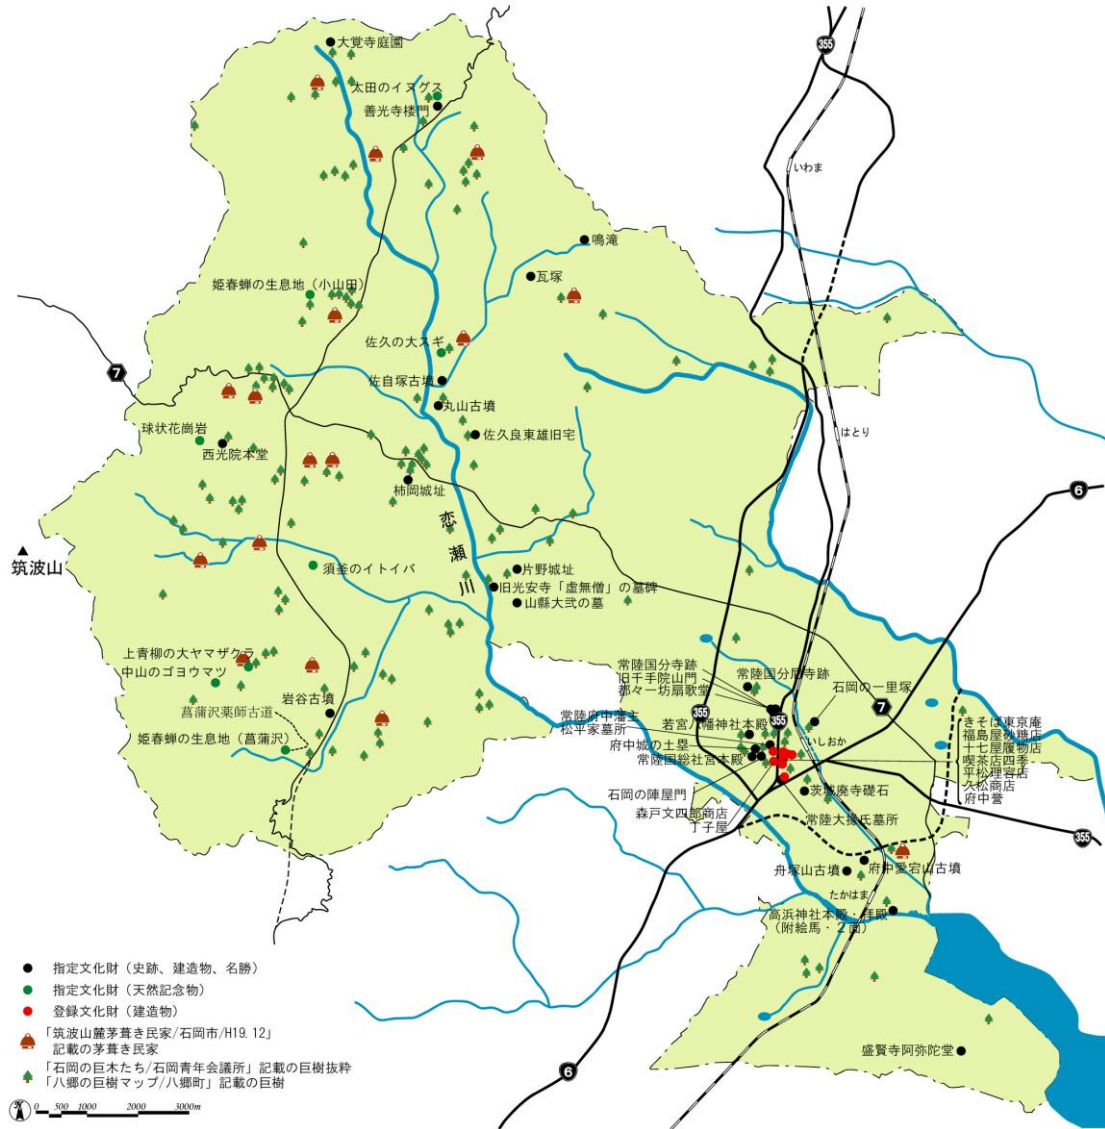 大覚寺庭園
太田のイヌグス
善光寺楼門
355
いわま
鳴滝
瓦塚
姫春蝉の生息地（小山田）
佐久の大スギ
7
佐自塚古墳
丸山古墳
球状花崗岩
佐久良東雄旧宅
西光院本堂
はとり
柿岡城址
6
恋瀬川
筑波山
須釜のイトイバ
片野城址
旧光安寺「虚無僧」の墓碑
山縣大弐の墓
上青柳の大ヤマザクラ
中山のゴヨウマツ
岩谷古墳
菖蒲沢薬師古道
姫春蝉の生息地（菖蒲沢）
常陸国分寺跡
旧千手院山門
都々一坊扇歌堂
常陸国分尼寺跡
石岡の一里塚
355
355
7
常陸府中藩主
松平家墓所
若宮八幡神社本殿
府中城の土塁
いしおか
常陸国総社宮本殿
きそば東京庵
福島屋砂糖店
十七屋履物店
喫茶店四季
平松理容店
久松商店
府中誉
石岡の陣屋門
茨城廃寺礎石
森戸文四郎商店
丁子屋
常陸大掾氏墓所
355
舟塚山古墳
府中愛宕山古墳
たかはま
高浜神社本殿・拝殿
（附絵馬・２面）
盛賢寺阿弥陀堂
6
指定文化財（史跡、建造物、名勝）
指定文化財（天然記念物）
登録文化財（建造物）
「筑波山麓茅葺き民家/石岡市/H19.12」
記載の茅葺き民家
「石岡の巨木たち/石岡青年会議所」記載の巨樹抜粋
「八郷の巨樹マップ/八郷町」記載の巨樹
0 500 1000 2000 3000m